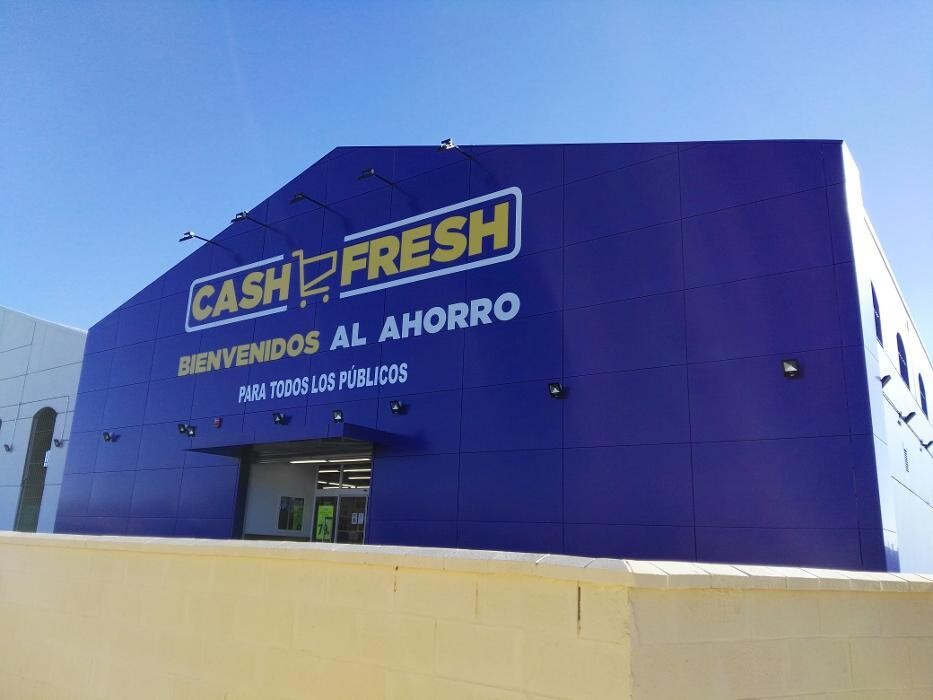 CASH FRESH
BIENVENIDOS AL AHORRO
PARA TODOS LOS PÚBLICOS